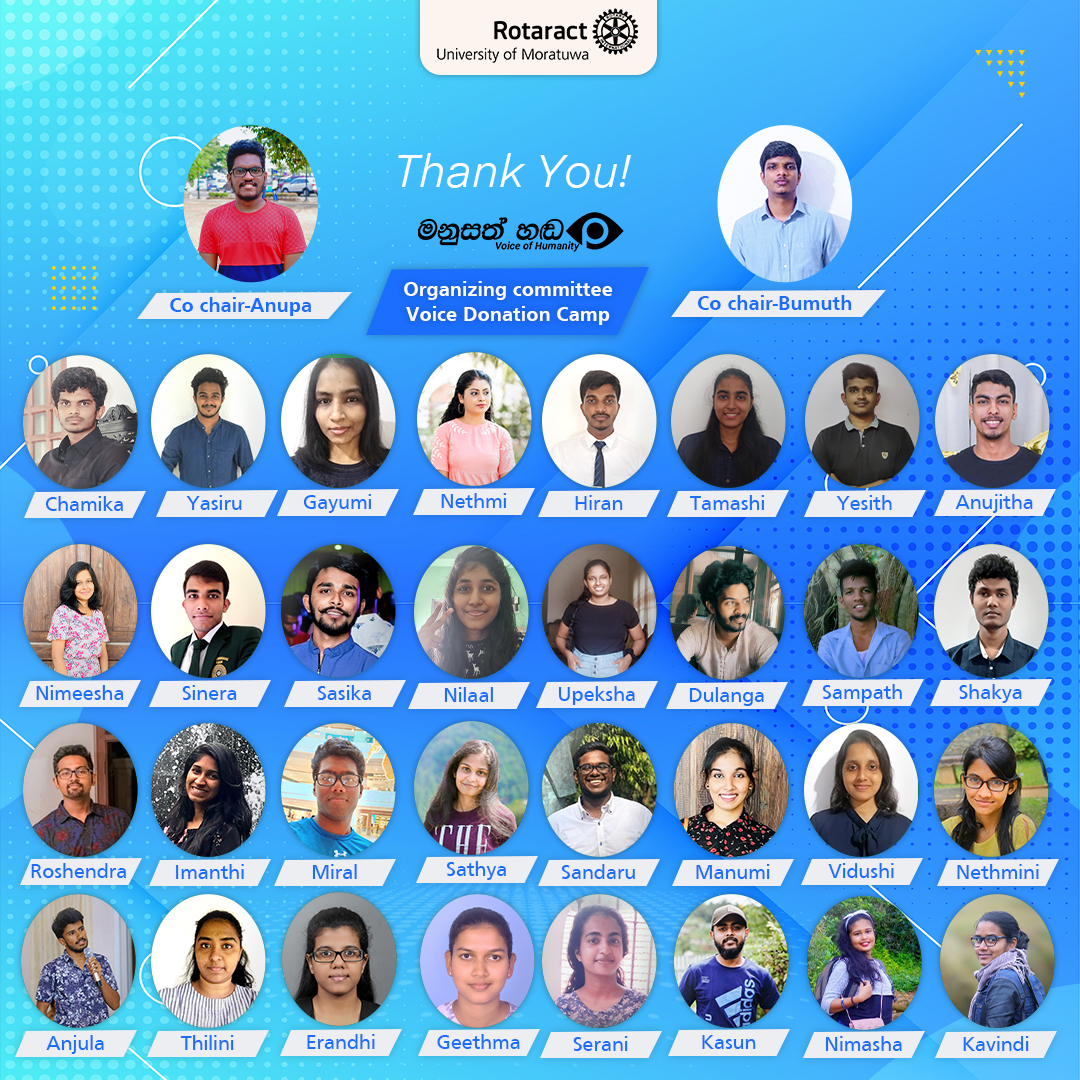 Rotaract
University of Moratuwa
Thank You!
මනුසත් හඬ
Voice of Humanity
Organizing committee
Voice Donation Camp
Co chair-Anupa
Co chair-Bumuth
Chamika
Yasiru
Gayumi
Nethmi
Hiran
Tamashi
Yesith
Anujitha
Nimeesha
Sinera
Sasika
Nilaal
Upeksha
Dulanga
Sampath
Shakya
Roshendra
Imanthi
Miral
Sathya
Sandaru
Manumi
Vidushi
Nethmini
Anjula
Thilini
Erandhi
Geethma
Serani
Kasun
Nimasha
Kavindi
adidas